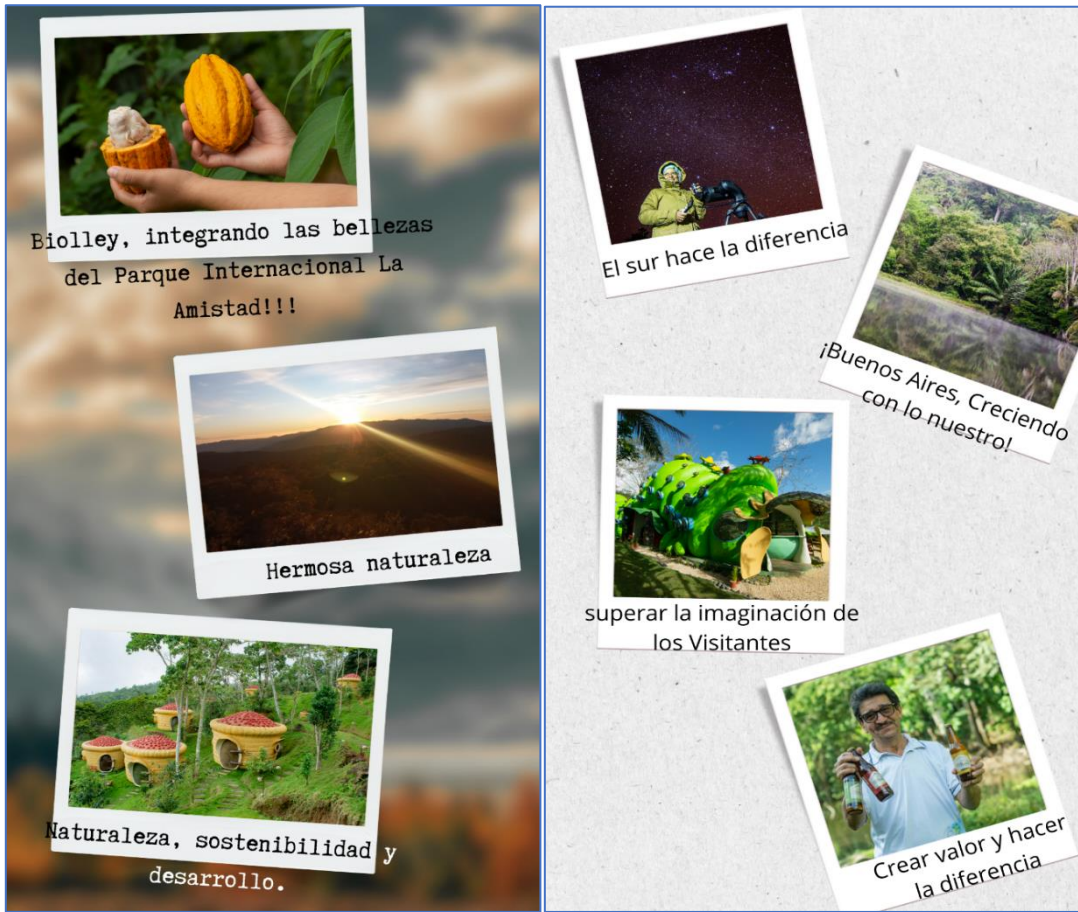 Biolley, integrando las bellezas
del Parque Internacional La
Amistad!!!
Hermosa naturaleza
Naturaleza, sostenibilidad y
desarrollo.
El sur hace la diferencia
¡Buenos Aires, Creciendo
con lo nuestro!
superar la imaginación de
los Visitantes
Crear valor y hacer
la diferencia